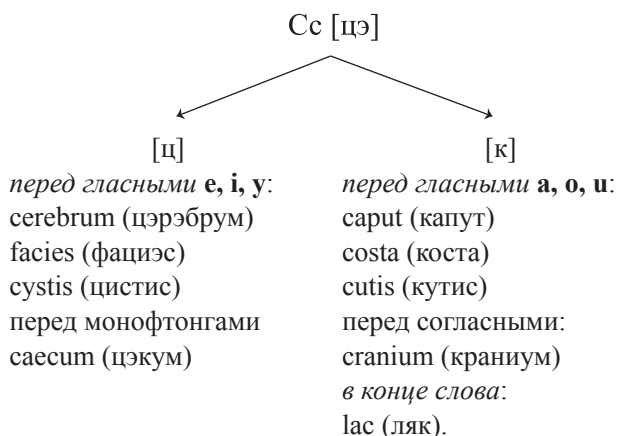 Cc [цэ]
[ц]
перед гласными e, i, y:
cerebrum (цэрэбрум)
facies (фациэс)
cystis (цистис)
перед монофтонгами
caecum (цэкум)
[к]
перед гласными a, o, u:
caput (капут)
costa (коста)
cutis (кутис)
перед согласными:
cranium (краниум)
в конце слова:
lac (ляк).